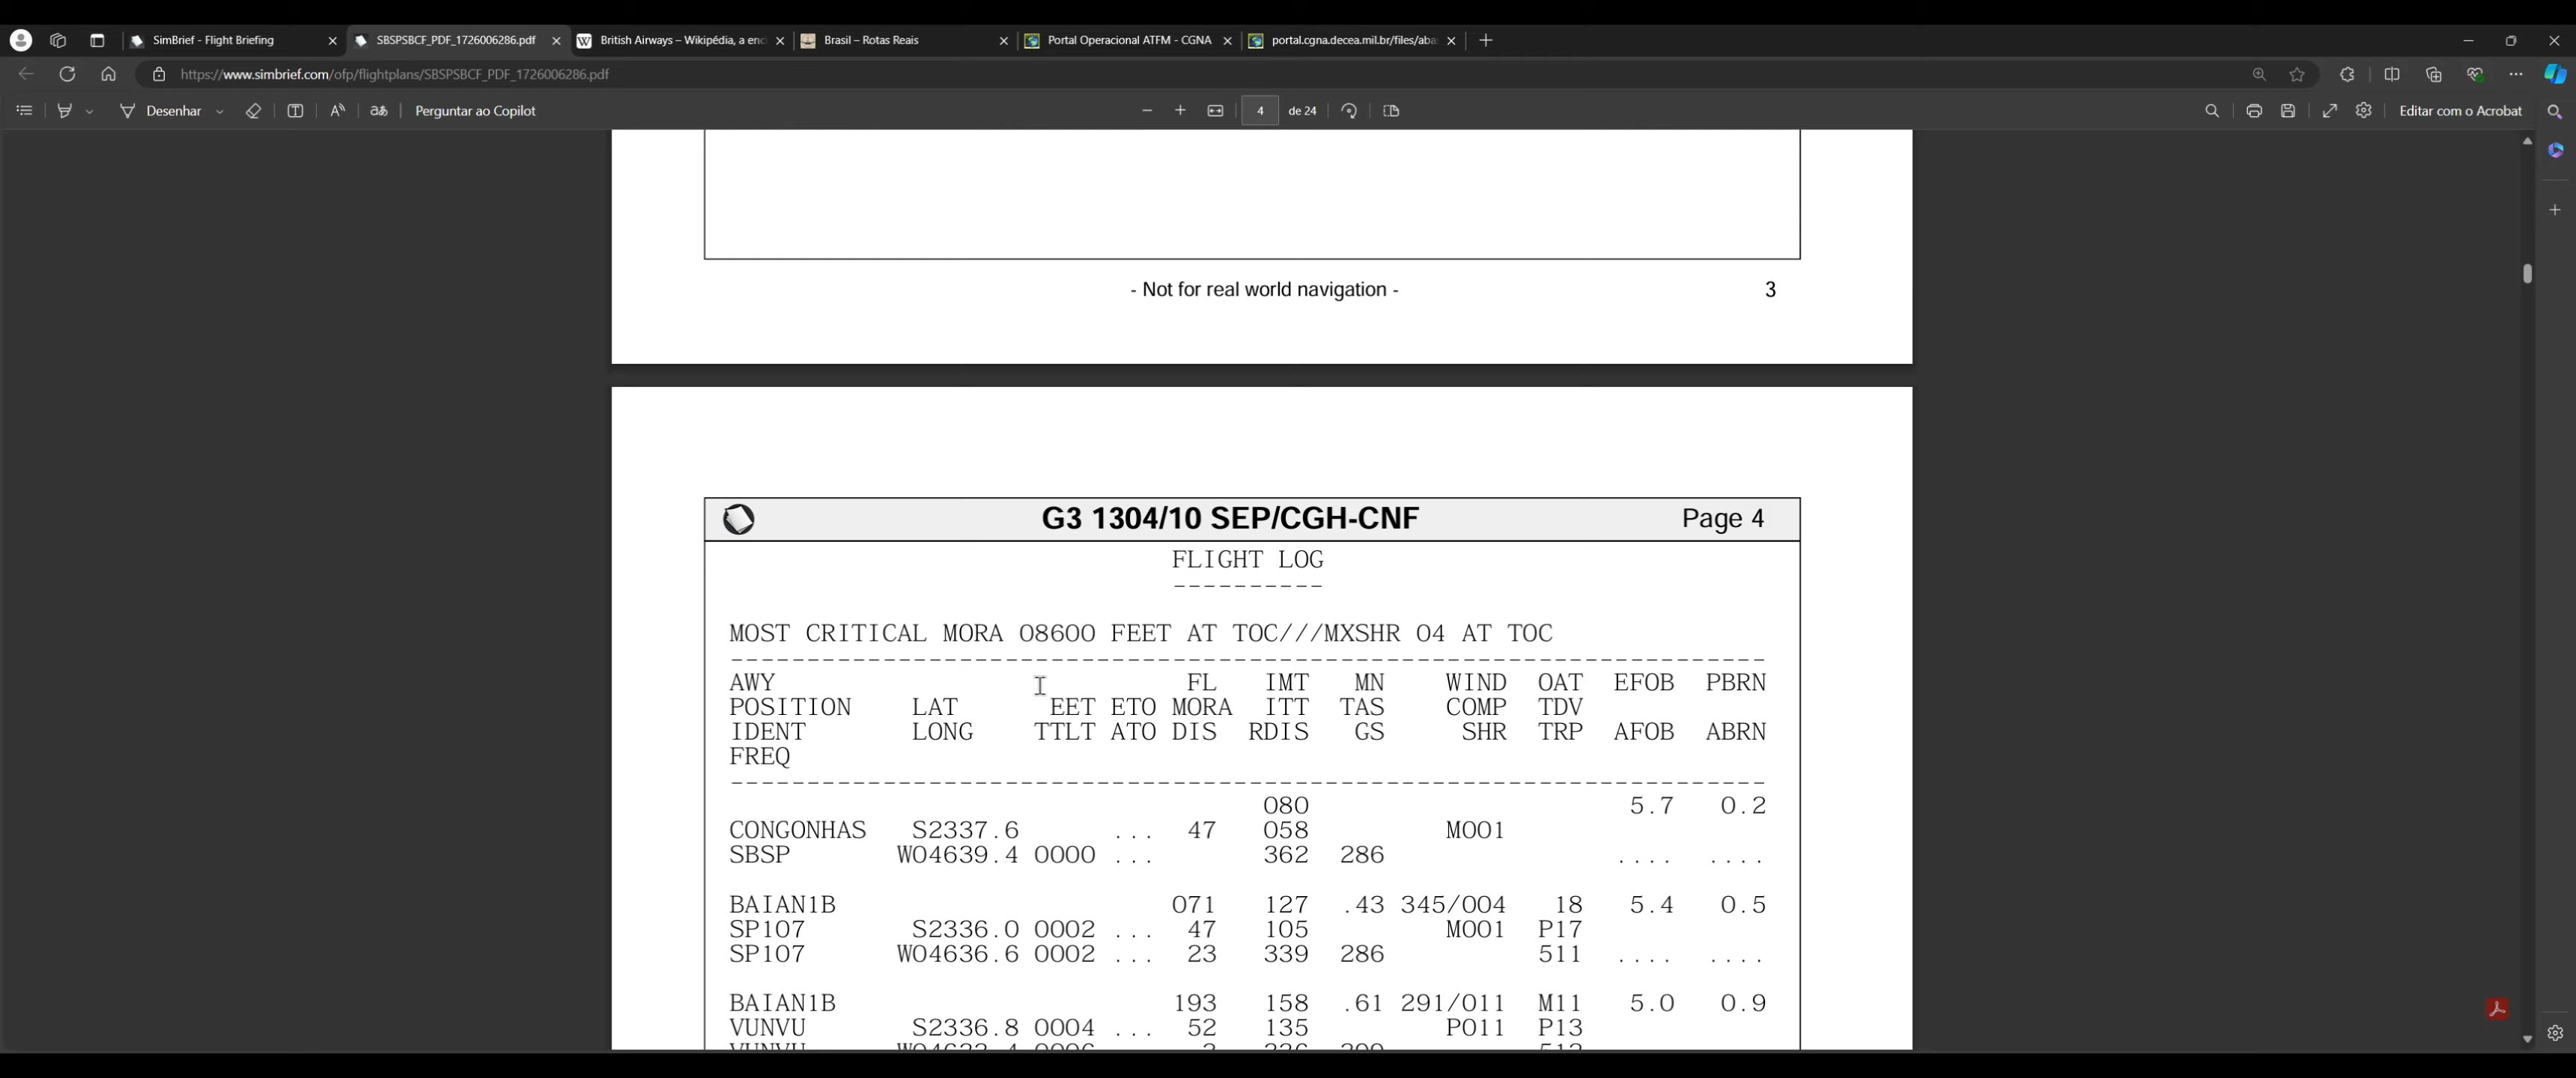 SimBrief - Flight Briefing
SBSPSBCF_PDF_1726006286.pdf
British Airways – Wikipédia, a enc
Brasil – Rotas Reais
Portal Operacional ATFM - CGNA
portal.cgna.decea.mil.br/files/aba
https://www.simbrief.com/ofp/flightplans/SBSPSBCF_PDF_1726006286.pdf
Desenhar
Perguntar ao Copilot
4 de 24
Editar com o Acrobat
- Not for real world navigation - 3
G3 1304/10 SEP/CGH-CNF Page 4
FLIGHT LOG
----------
MOST CRITICAL MORA 08600 FEET AT TOC///MXSHR 04 AT TOC
--------------------------------------------------------------------
AWY FL IMT MN WIND OAT EFOB PBRN
POSITION LAT EET ETO MORA ITT TAS COMP TDV
IDENT LONG TTLT ATO DIS RDIS GS SHR TRP AFOB ABRN
FREQ
--------------------------------------------------------------------
080 5.7 0.2
CONGONHAS S2337.6 ... 47 058 M001
SBSP W04639.4 0000 ... 362 286 .... ....
BAIAN1B 071 127 .43 345/004 18 5.4 0.5
SP107 S2336.0 0002 ... 47 105 M001 P17
SP107 W04636.6 0002 ... 23 339 286 511 .... ....
BAIAN1B 193 158 .61 291/011 M11 5.0 0.9
VUNVU S2336.8 0004 ... 52 135 P011 P13
VUNVU